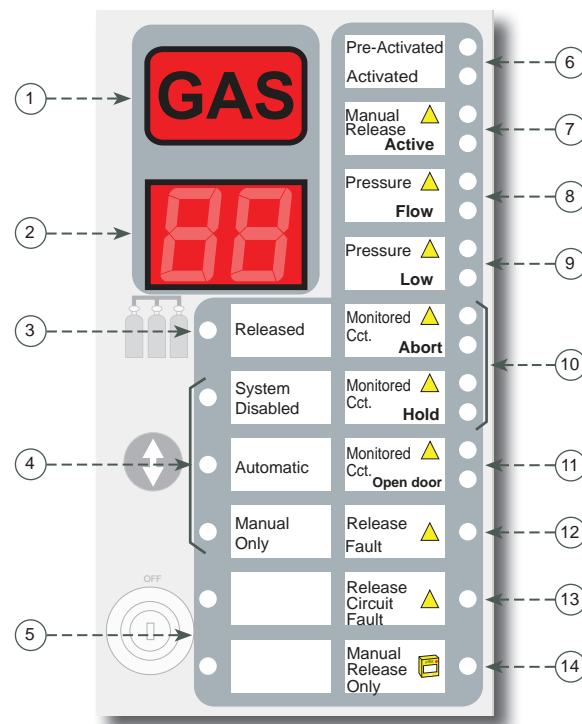 GAS
88
Pre-Activated
Activated
Manual
Release
Active
Pressure
Flow
Pressure
Low
Released
Monitored
Cct.
Abort
System
Disabled
Monitored
Cct.
Hold
Automatic
Monitored
Cct.
Open door
Manual
Only
Release
Fault
OFF
Release
Circuit
Fault
Manual
Release
Only
1
2
3
4
5
6
7
8
9
10
11
12
13
14